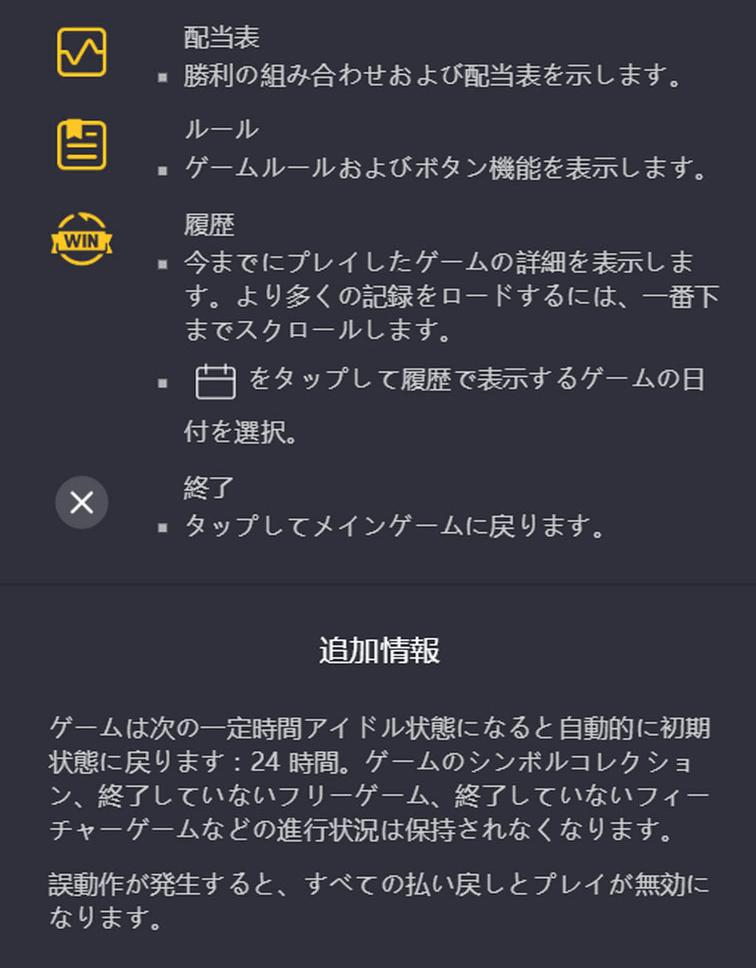 配当表
▪ 勝利の組み合わせおよび配当表を示します。
ルール
▪ ゲームルールおよびボタン機能を表示します。
WIN
履歴
▪ 今までにプレイしたゲームの詳細を表示しま
す。より多くの記録をロードするには、一番下
までスクロールします。
▪ をタップして履歴で表示するゲームの日
付を選択。
終了
▪ タップしてメインゲームに戻ります。
追加情報
ゲームは次の一定時間アイドル状態になると自動的に初期
状態に戻ります：24 時間。ゲームのシンボルコレクショ
ン、終了していないフリーゲーム、終了していないフィー
チャーゲームなどの進行状況は保持されなくなります。
誤動作が発生すると、すべての払い戻しとプレイが無効に
なります。